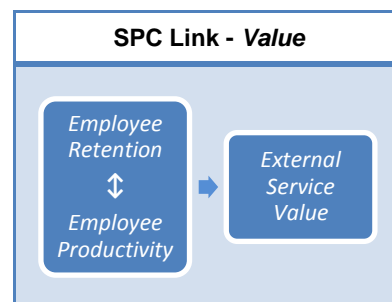 SPC Link - Value
Employee
Retention
↕
Employee
Productivity
External
Service
Value